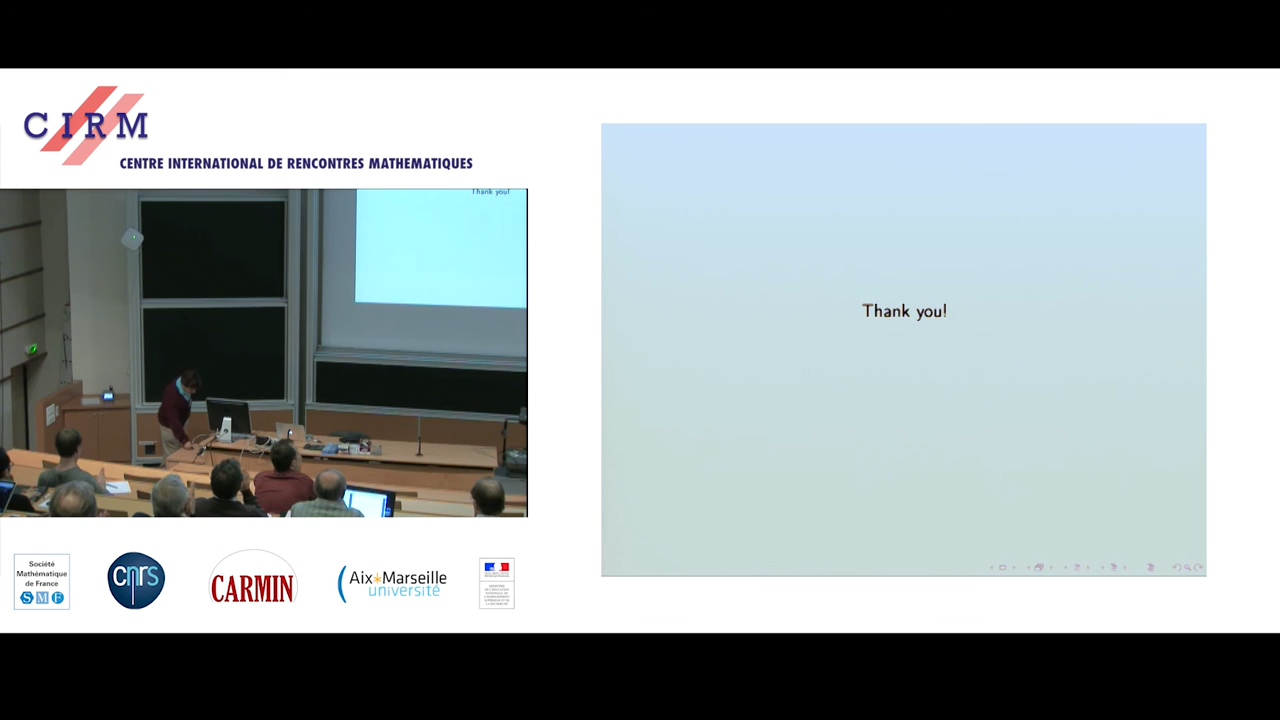 CIRM
CENTRE INTERNATIONAL DE RENCONTRES MATHEMATIQUES
Thank you!
Thank you!
Société
Mathématique
de France
SMF
cnrs
CARMIN
Aix*Marseille
université